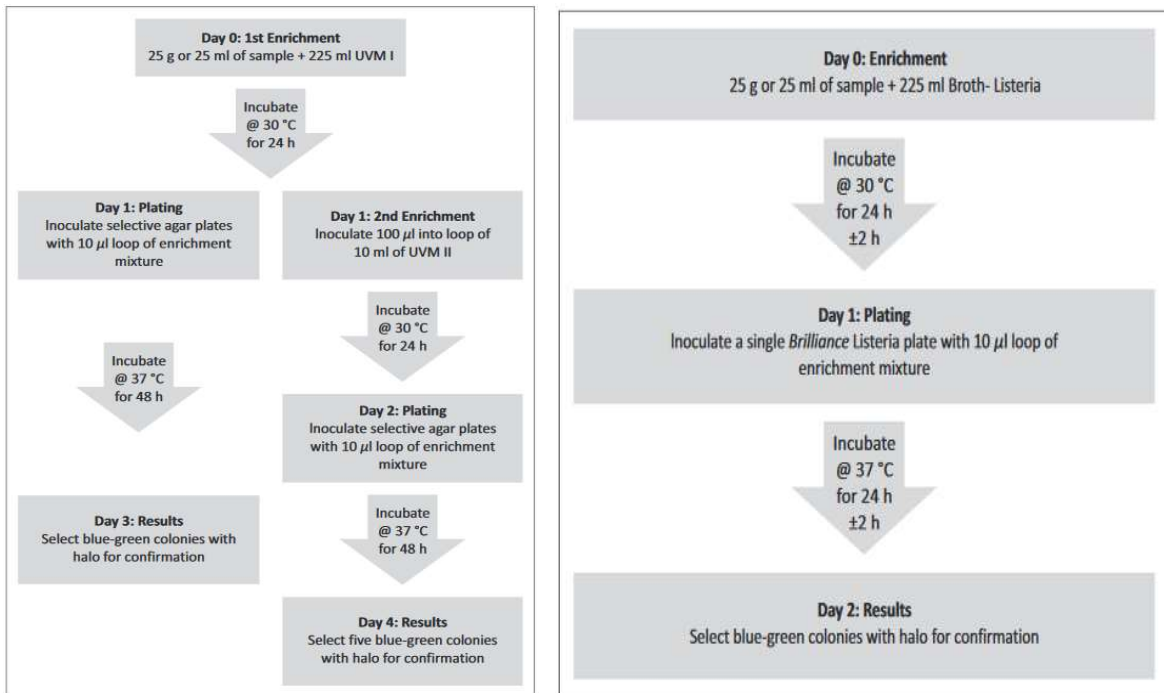 Day 0: 1st Enrichment
25 g or 25 ml of sample + 225 ml UVM I
Incubate
@ 30 °C
for 24 h
Day 1: Plating
Inoculate selective agar plates
with 10 µl loop of enrichment
mixture
Incubate
@ 37 °C
for 48 h
Day 3: Results
Select blue-green colonies with
halo for confirmation
Day 1: 2nd Enrichment
Inoculate 100 µl into loop of
10 ml of UVM II
Incubate
@ 30 °C
for 24 h
Day 2: Plating
Inoculate selective agar plates
with 10 µl loop of enrichment
mixture
Incubate
@ 37 °C
for 48 h
Day 4: Results
Select five blue-green colonies
with halo for confirmation
Day 0: Enrichment
25 g or 25 ml of sample + 225 ml Broth- Listeria
Incubate
@ 30 °C
for 24 h
±2 h
Day 1: Plating
Inoculate a single Brilliance Listeria plate with 10 µl loop of
enrichment mixture
Incubate
@ 37 °C
for 24 h
±2 h
Day 2: Results
Select blue-green colonies with halo for confirmation